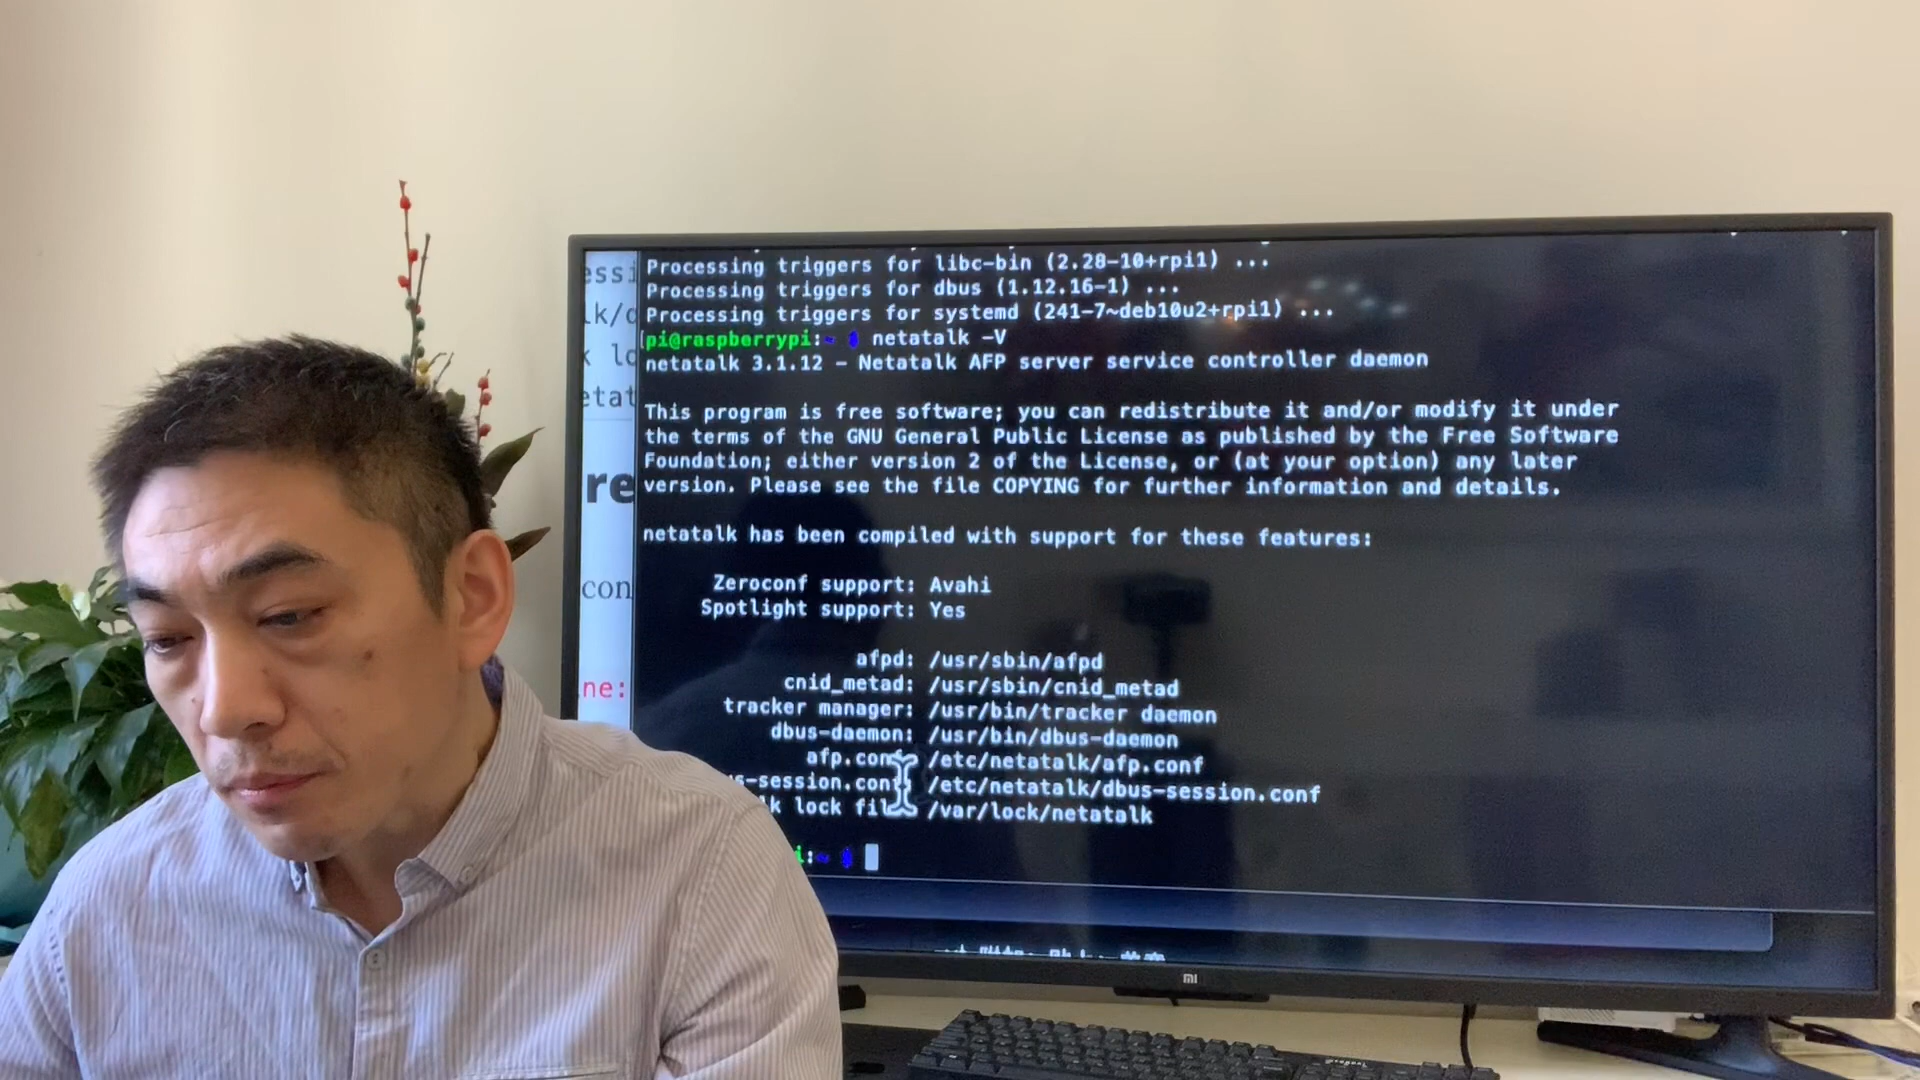 Processing triggers for libc-bin (2.28-10+rpi1) ...
Processing triggers for dbus (1.12.16-1) ...
Processing triggers for systemd (241-7~deb10u2+rpi1) ...
pi@raspberrypi:~ $ netatalk -V
netatalk 3.1.12 - Netatalk AFP server service controller daemon
This program is free software; you can redistribute it and/or modify it under
the terms of the GNU General Public License as published by the Free Software
Foundation; either version 2 of the License, or (at your option) any later
version. Please see the file COPYING for further information and details.
netatalk has been compiled with support for these features:
Zeroconf support: Avahi
Spotlight support: Yes
afpd: /usr/sbin/afpd
cnid_metad: /usr/sbin/cnid_metad
tracker manager: /usr/bin/tracker daemon
dbus-daemon: /usr/bin/dbus-daemon
afp.conf /etc/netatalk/afp.conf
s-session.conf /etc/netatalk/dbus-session.conf
k lock fil /var/lock/netatalk
i:~ $
essi
lk/d
k lo
etat
re
con
ne:
mi